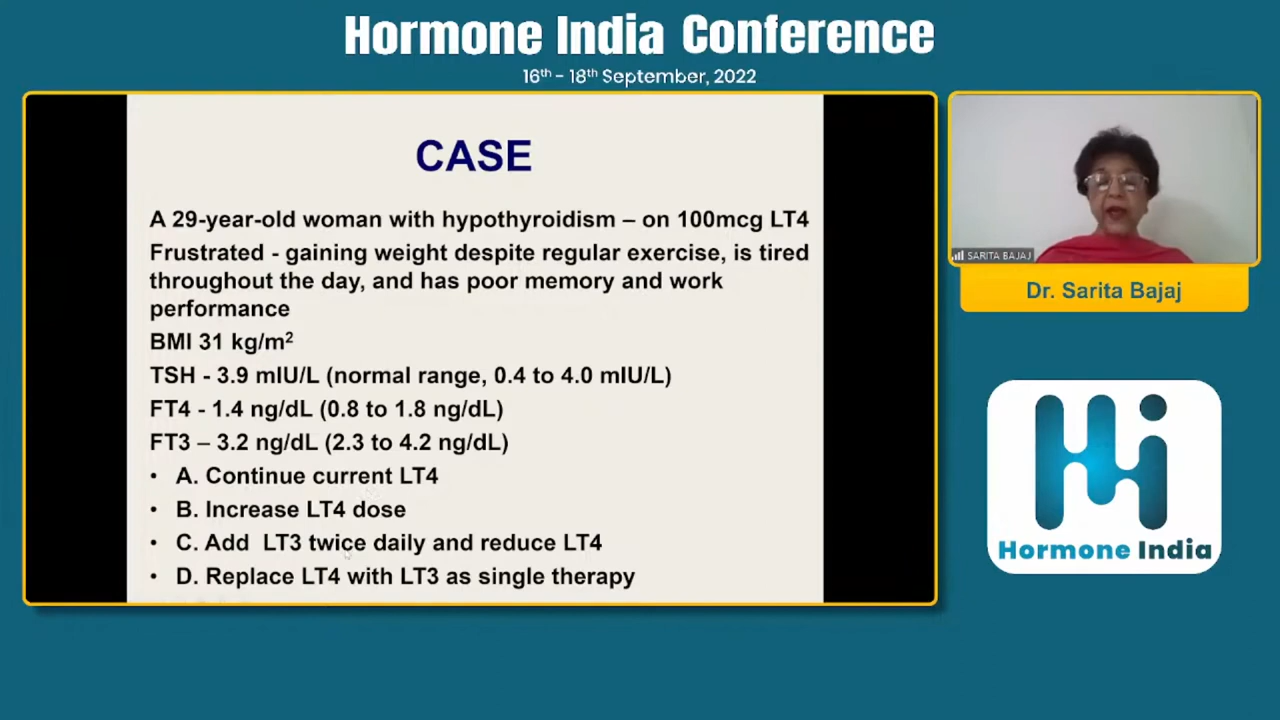 Hormone India Conference
16th - 18th September, 2022
CASE
A 29-year-old woman with hypothyroidism – on 100mcg LT4
Frustrated - gaining weight despite regular exercise, is tired
throughout the day, and has poor memory and work
performance
BMI 31 kg/m²
TSH - 3.9 mIU/L (normal range, 0.4 to 4.0 mIU/L)
FT4 - 1.4 ng/dL (0.8 to 1.8 ng/dL)
FT3 – 3.2 ng/dL (2.3 to 4.2 ng/dL)
• A. Continue current LT4
• B. Increase LT4 dose
• C. Add LT3 twice daily and reduce LT4
• D. Replace LT4 with LT3 as single therapy
SARITA BAJAJ
Dr. Sarita Bajaj
Hi
Hormone India